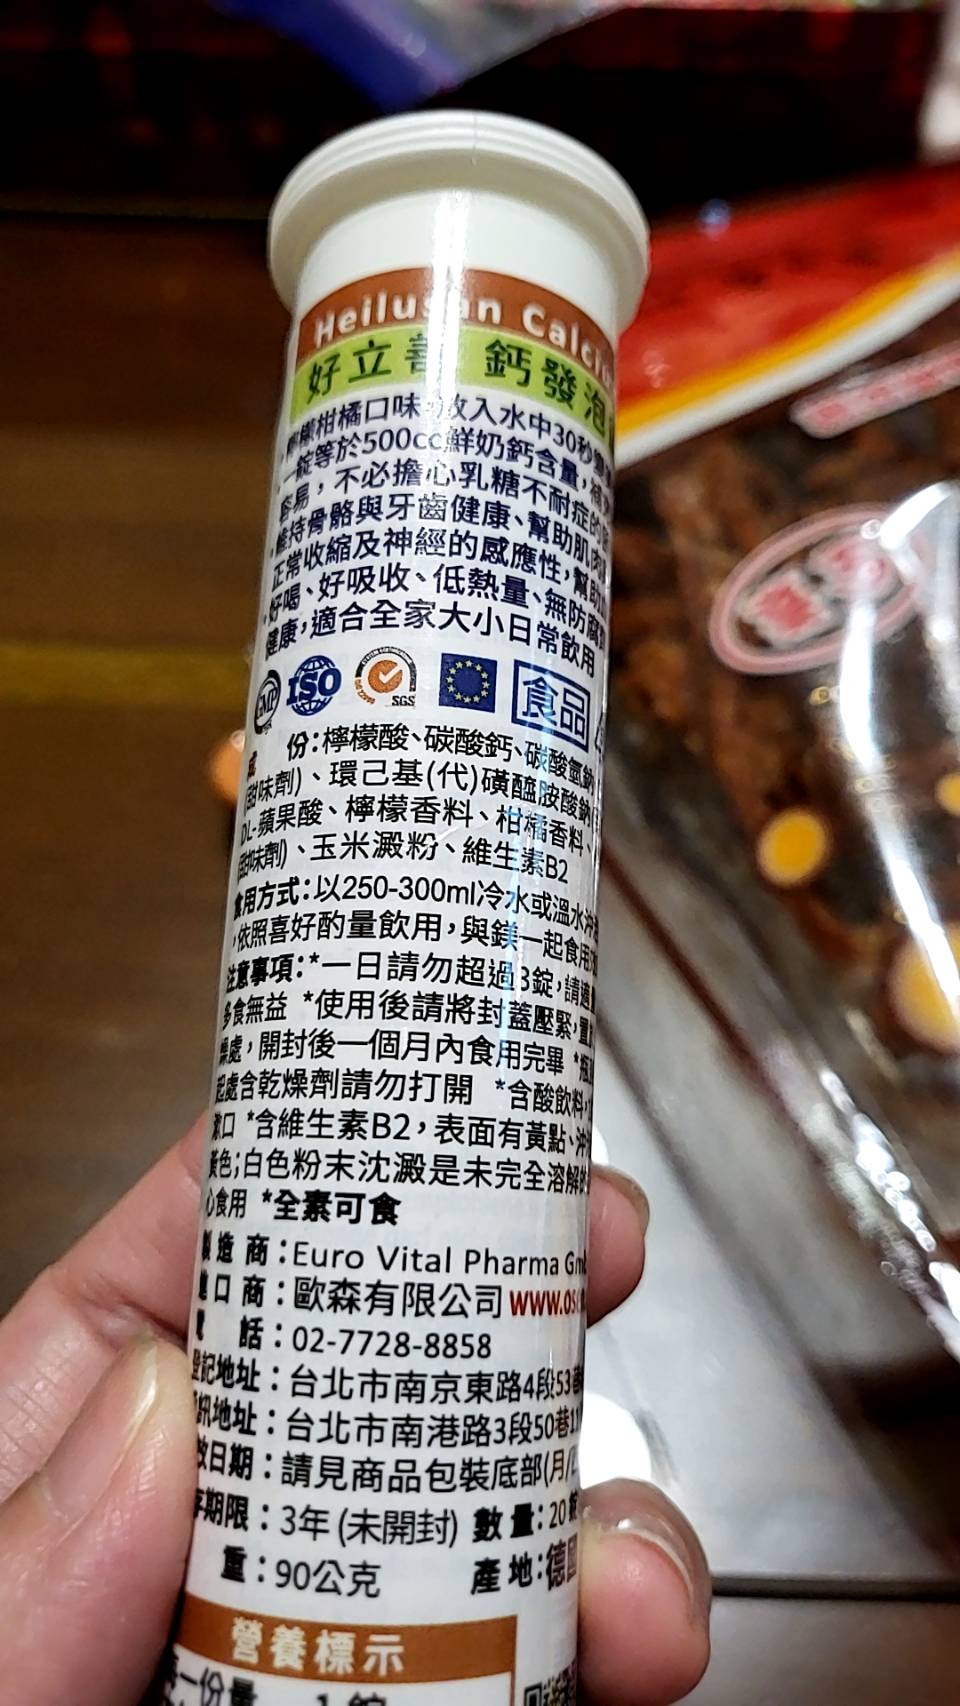 Heilusan Calciu
好立善 鈣發泡
檸檬柑橘口味,放入水中30秒
一錠等於500cc鮮奶鈣含量,
容易,不必擔心乳糖不耐症的
維持骨骼與牙齒健康、幫助肌肉
正常收縮及神經的感應性,幫助
好喝、好吸收、低熱量、無防腐
健康,適合全家大小日常飲用
GMP ISO SGS 食品
成 份:檸檬酸、碳酸鈣、碳酸氫鈉
(甜味劑)、環己基(代)磺醯胺酸鈉
DL-蘋果酸、檸檬香料、柑橘香料、
(甜味劑)、玉米澱粉、維生素B2
食用方式:以250-300ml冷水或溫水沖
,依照喜好酌量飲用,與鎂一起食用
注意事項:*一日請勿超過3錠,請適量
多食無益 *使用後請將封蓋壓緊,置
燥處,開封後一個月內食用完畢 *瓶
起處含乾燥劑請勿打開 *含酸飲料,
漱口 *含維生素B2,表面有黃點、沖
黃色;白色粉末沈澱是未完全溶解的
心食用 *全素可食
製造商:Euro Vital Pharma Gm
進口商:歐森有限公司 www.os
電 話:02-7728-8858
登記地址:台北市南京東路4段53巷
訊地址:台北市南港路3段50巷1
效日期:請見商品包裝底部(月/
存期限:3年(未開封) 數量:20錠
重:90公克 產地:德國
營養標示
每一份量 1錠